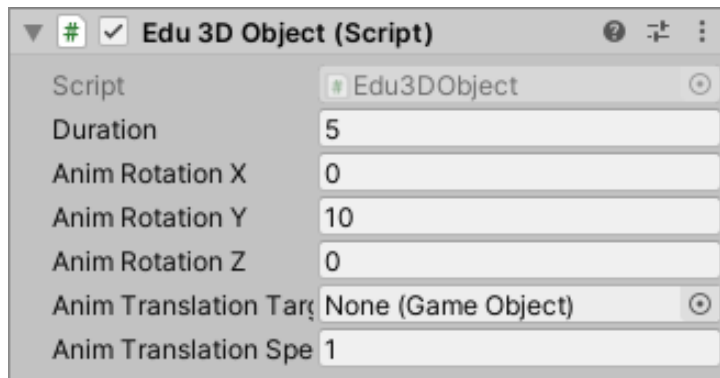 Edu 3D Object (Script)
Script # Edu3DObject
Duration 5
Anim Rotation X 0
Anim Rotation Y 10
Anim Rotation Z 0
Anim Translation Tar None (Game Object)
Anim Translation Spe 1